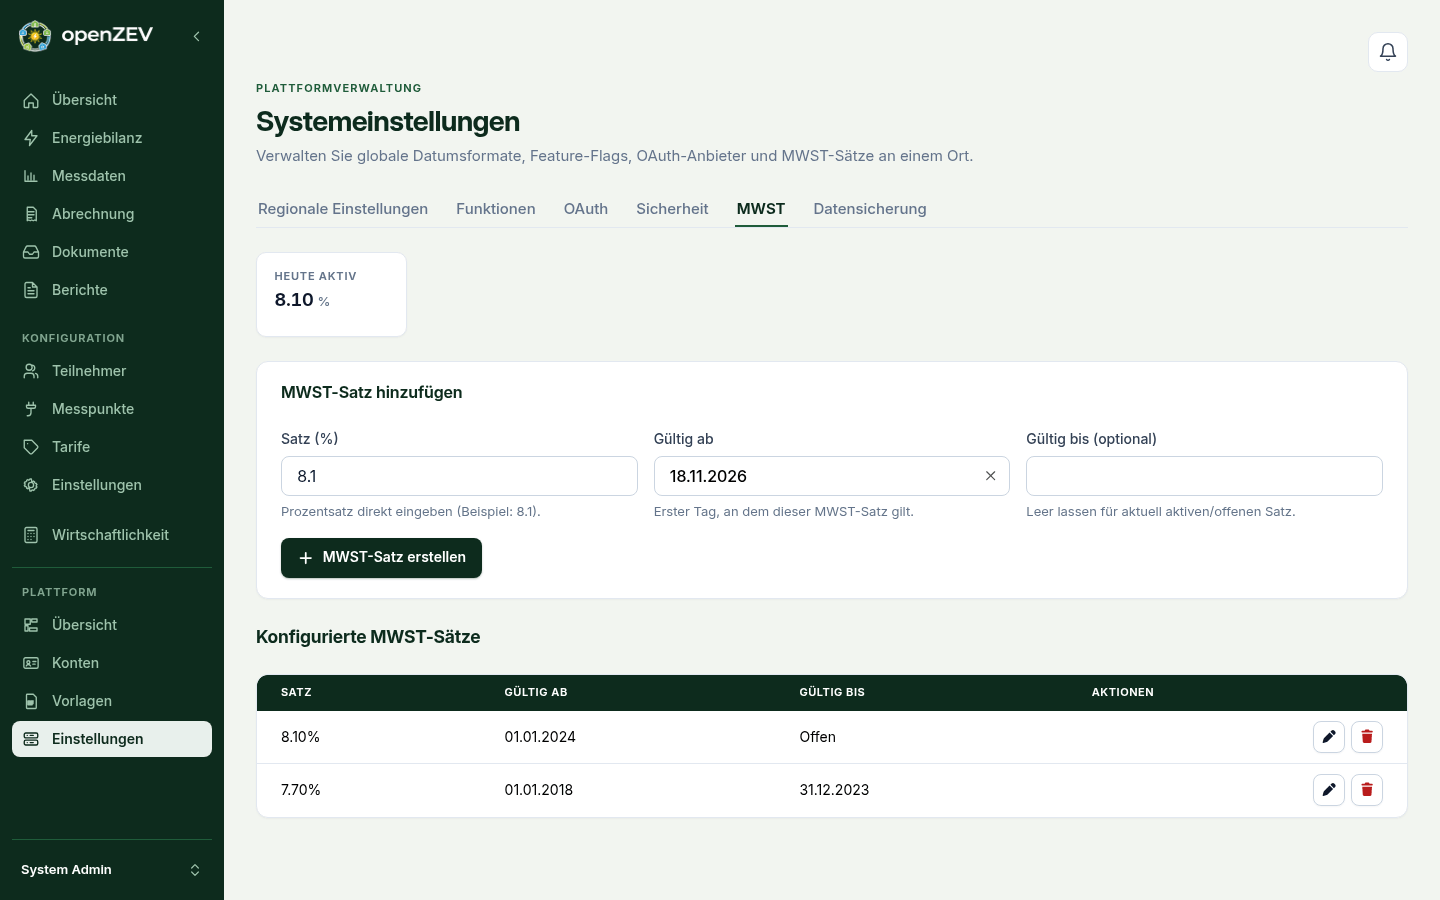 openZEV
Übersicht
Energiebilanz
Messdaten
Abrechnung
Dokumente
Berichte
KONFIGURATION
Teilnehmer
Messpunkte
Tarife
Einstellungen
Wirtschaftlichkeit
PLATTFORM
Übersicht
Konten
Vorlagen
Einstellungen
System Admin
PLATTFORMVERWALTUNG
Systemeinstellungen
Verwalten Sie globale Datumsformate, Feature-Flags, OAuth-Anbieter und MWST-Sätze an einem Ort.
Regionale Einstellungen Funktionen OAuth Sicherheit MWST Datensicherung
HEUTE AKTIV
8.10 %
MWST-Satz hinzufügen
Satz (%) Gültig ab Gültig bis (optional)
8.1 18.11.2026
Prozentsatz direkt eingeben (Beispiel: 8.1). Erster Tag, an dem dieser MWST-Satz gilt. Leer lassen für aktuell aktiven/offenen Satz.
MWST-Satz erstellen
Konfigurierte MWST-Sätze
SATZ GÜLTIG AB GÜLTIG BIS AKTIONEN
8.10% 01.01.2024 Offen
7.70% 01.01.2018 31.12.2023